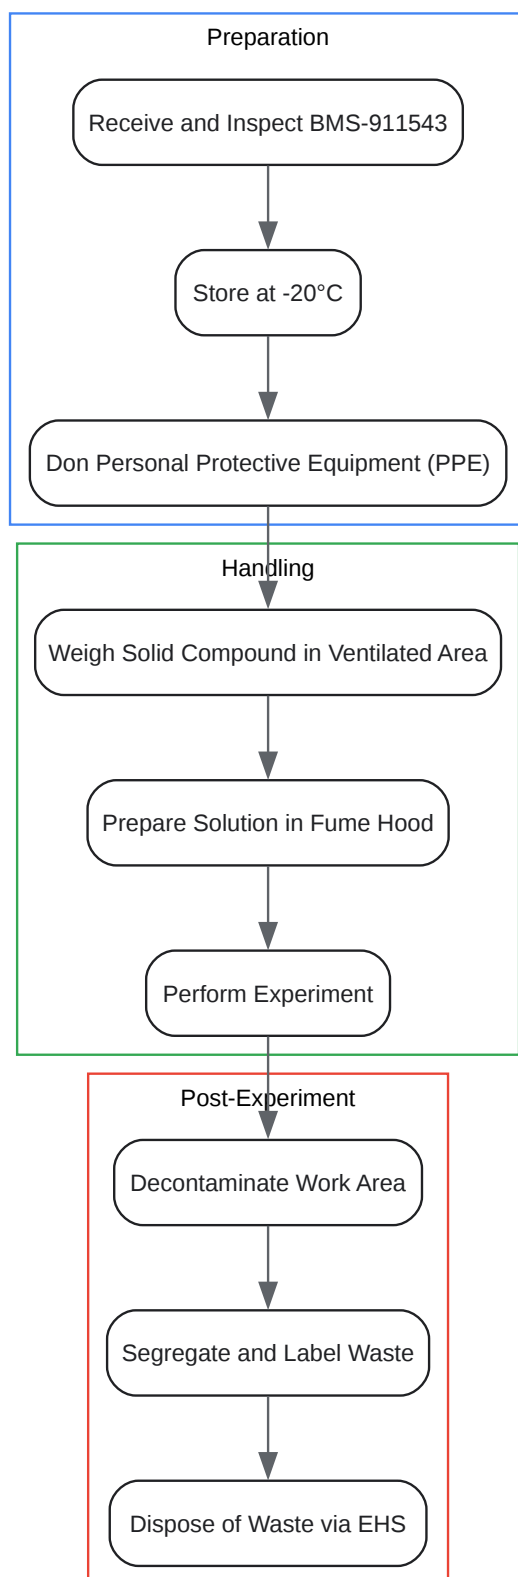 Preparation
Receive and Inspect BMS-911543
Store at -20°C
Don Personal Protective Equipment (PPE)
Handling
Weigh Solid Compound in Ventilated Area
Prepare Solution in Fume Hood
Perform Experiment
Post-Experiment
Decontaminate Work Area
Segregate and Label Waste
Dispose of Waste via EHS